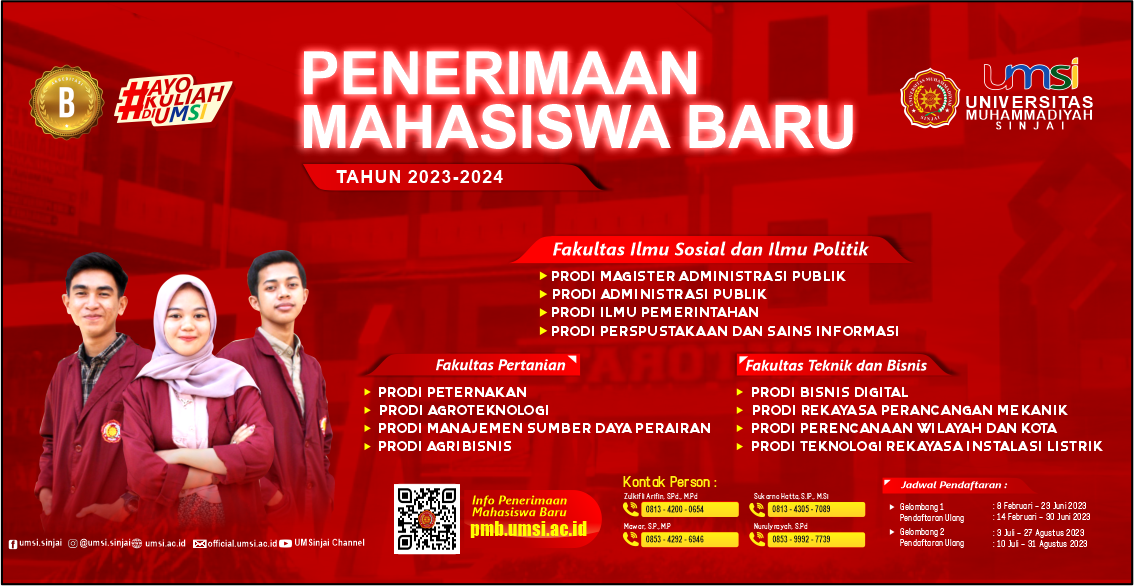 B
#AYO
KULIAH
DIUMSI
PENERIMAAN
MAHASISWA BARU
TAHUN 2023-2024
UNIVERSITAS MUHAMMADIYAH
SINJAI
umsi
UNIVERSITAS
MUHAMMADIYAH
SINJAI
Fakultas Ilmu Sosial dan Ilmu Politik
PRODI MAGISTER ADMINISTRASI PUBLIK
PRODI ADMINISTRASI PUBLIK
PRODI ILMU PEMERINTAHAN
PRODI PERSPUSTAKAAN DAN SAINS INFORMASI
Fakultas Pertanian
PRODI PETERNAKAN
PRODI AGROTEKNOLOGI
PRODI MANAJEMEN SUMBER DAYA PERAIRAN
PRODI AGRIBISNIS
Fakultas Teknik dan Bisnis
PRODI BISNIS DIGITAL
PRODI REKAYASA PERANCANGAN MEKANIK
PRODI PERENCANAAN WILAYAH DAN KOTA
PRODI TEKNOLOGI REKAYASA INSTALASI LISTRIK
Info Penerimaan
Mahasiswa Baru
pmb.umsi.ac.id
Kontak Person :
Zulkifli Arifin, SPd., M.Pd
0813 - 4200 - 0654
Sukarno Hatta, S.IP., M.Si
0813 - 4305 - 7089
Mawar, S.P., M.P
0853 - 4292 - 6946
Nurulyrayah, S.Pd
0853 - 9992 - 7739
Jadwal Pendaftaran :
Gelombang 1 : 8 Februari – 23 Juni 2023
Pendaftaran Ulang : 14 Februari – 30 Juni 2023
Gelombang 2 : 3 Juli – 27 Agustus 2023
Pendaftaran Ulang : 10 Juli – 31 Agustus 2023
umsi.sinjai @umsi.sinjai umsi.ac.id official.umsi.ac.id UMSinjai Channel